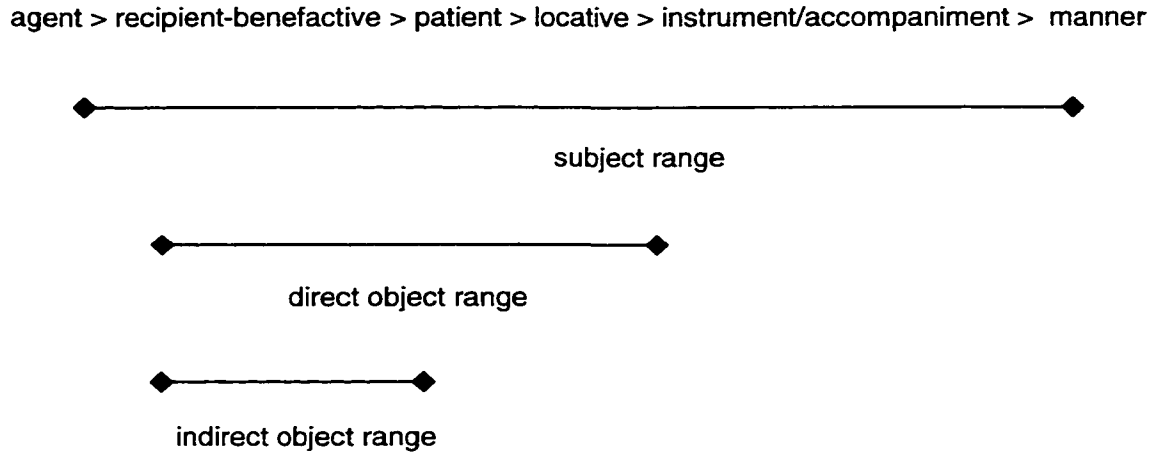 agent > recipient-benefactive > patient > locative > instrument/accompaniment > manner
subject range
direct object range
indirect object range